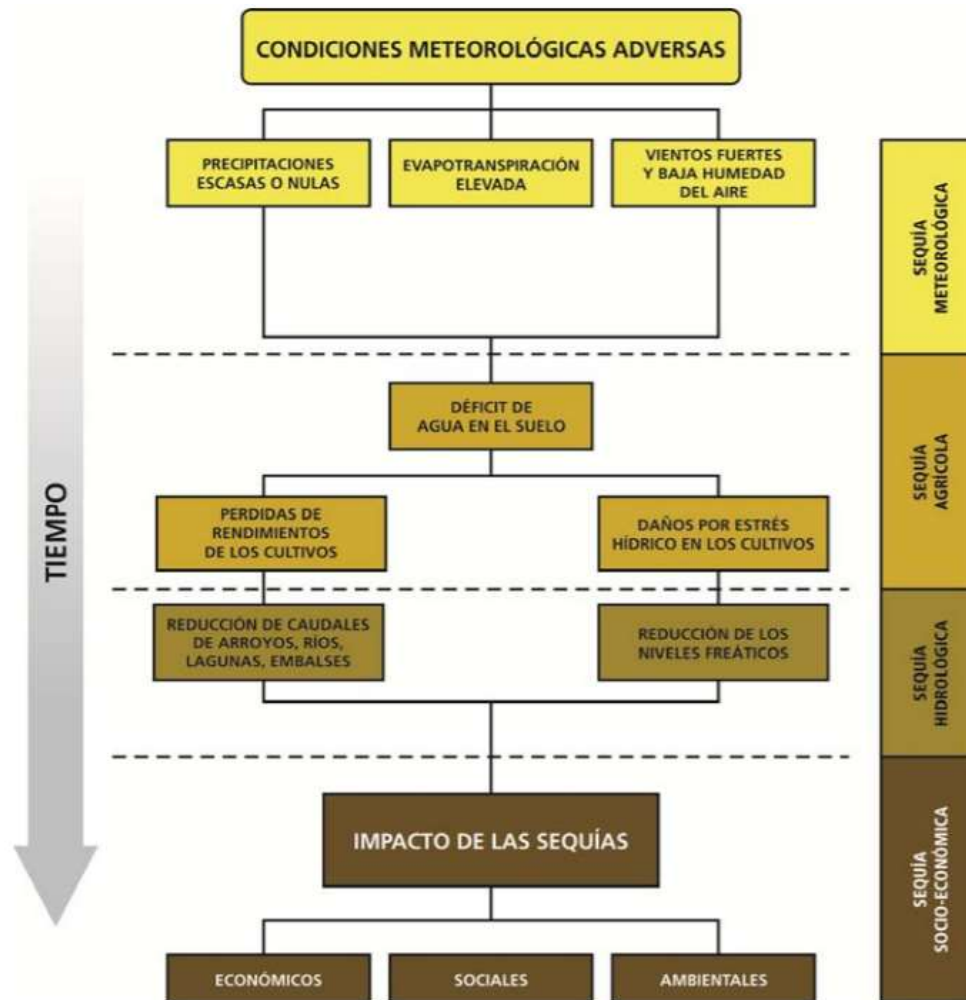 CONDICIONES METEOROLÓGICAS ADVERSAS
PRECIPITACIONES
ESCASAS O NULAS
EVAPOTRANSPIRACIÓN
ELEVADA
VIENTOS FUERTES
Y BAJA HUMEDAD
DEL AIRE
SEQUÍA
METEOROLÓGICA
TIEMPO
DÉFICIT DE
AGUA EN EL SUELO
PERDIDAS DE
RENDIMIENTOS
DE LOS CULTIVOS
DAÑOS POR ESTRÉS
HÍDRICO EN LOS CULTIVOS
SEQUÍA
AGRÍCOLA
REDUCCIÓN DE CAUDALES
DE ARROYOS, RÍOS,
LAGUNAS, EMBALSES
REDUCCIÓN DE LOS
NIVELES FREÁTICOS
SEQUÍA
HIDROLÓGICA
IMPACTO DE LAS SEQUÍAS
ECONÓMICOS
SOCIALES
AMBIENTALES
SEQUÍA
SOCIO-ECONÓMICA